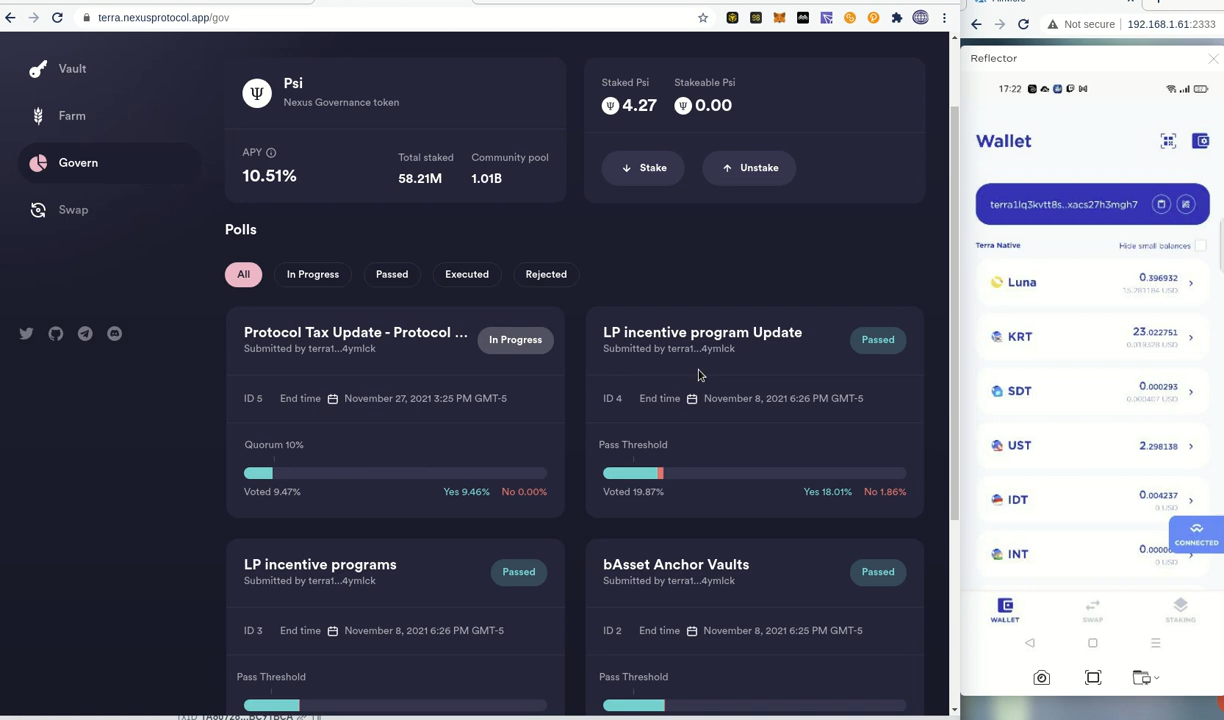 terra.nexusprotocol.app/gov
Not secure
192.168.1.61:2333
Reflector
Vault
Farm
Govern
Swap
Psi
Nexus Governance token
APY
10.51%
Total staked
58.21M
Community pool
1.01B
Staked Psi
4.27
Stakeable Psi
0.00
Stake
Unstake
Polls
All
In Progress
Passed
Executed
Rejected
Protocol Tax Update - Protocol ...
Submitted by terra1...4ymlck
In Progress
ID 5
End time
November 27, 2021 3:25 PM GMT-5
Quorum 10%
Voted 9.47%
Yes 9.46%
No 0.00%
LP incentive program Update
Submitted by terra1...4ymlck
Passed
ID 4
End time
November 8, 2021 6:26 PM GMT-5
Pass Threshold
Voted 19.87%
Yes 18.01%
No 1.86%
LP incentive programs
Submitted by terra1...4ymlck
Passed
ID 3
End time
November 8, 2021 6:26 PM GMT-5
Pass Threshold
bAsset Anchor Vaults
Submitted by terra1...4ymlck
Passed
ID 2
End time
November 8, 2021 6:25 PM GMT-5
Pass Threshold
17:22
Wallet
terra1lq3kvtt8s..xacs27h3mgh7
Terra Native
Hide small balances
Luna
0.396932
KRT
23.022751
SDT
0.000293
0.000407 USD
UST
2.298138
IDT
0.004237
0 USD
INT
0 USD
CONNECTED
WALLET
SWAP
STAKING